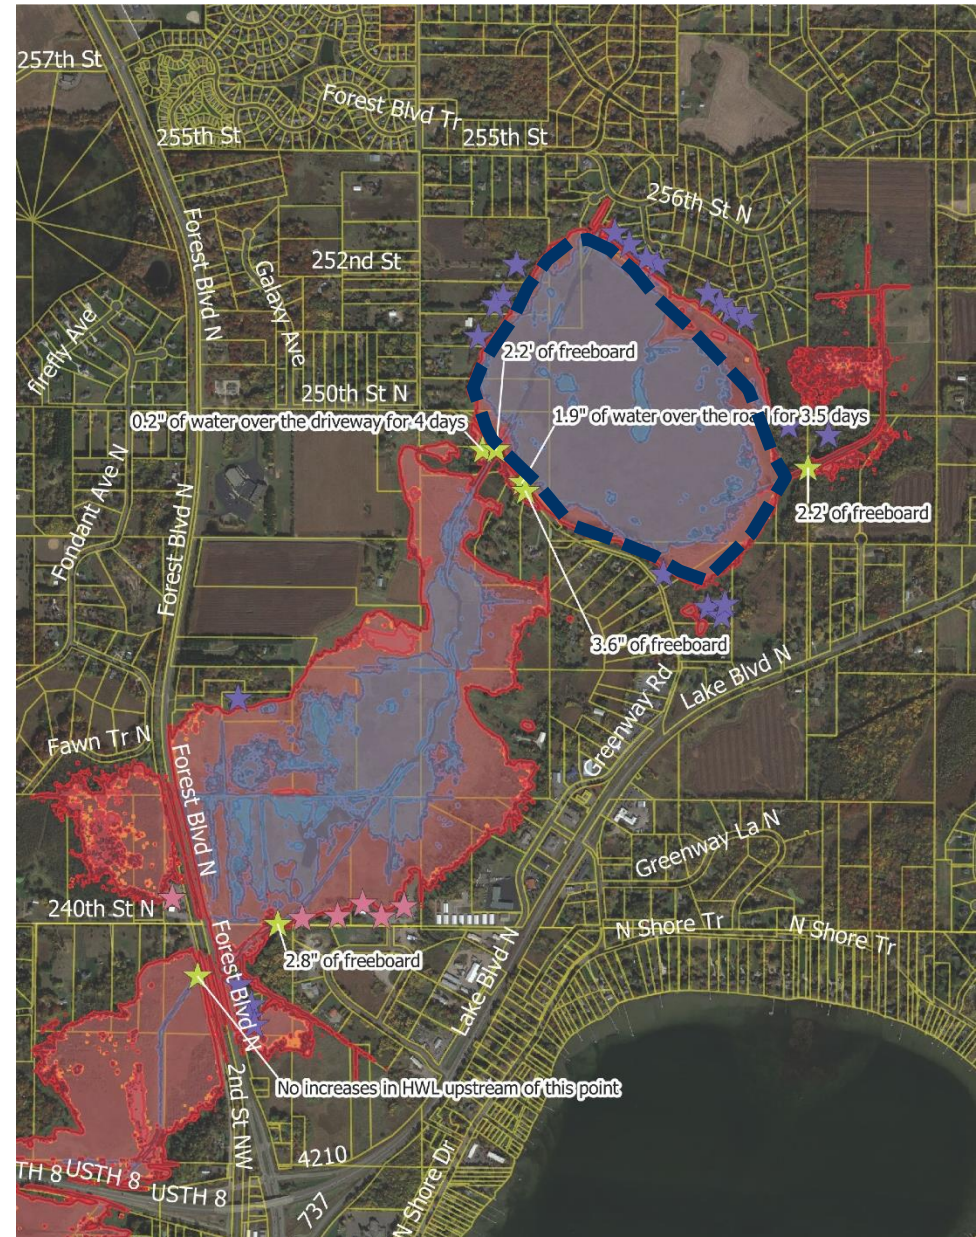 257th St
Forest Blvd Tr
255th St
255th St
256th St N
Forest Blvd N
252nd St
Galaxy Ave
firefly Ave
2.2' of freeboard
250th St N
0.2" of water over the driveway for 4 days
1.9" of water over the road for 3.5 days
Fondant Ave N
Forest Blvd N
2.2' of freeboard
3.6" of freeboard
Lake Blvd N
Greenway Rd
Fawn Tr N
Forest Blvd N
Greenway La N
240th St N
N Shore Tr
N Shore Tr
Forest Blvd N
2.8" of freeboard
Lake Blvd N
No increases in HWL upstream of this point
2nd St NW
4210
TH 8
USTH 8
USTH 8
737
N Shore Dr